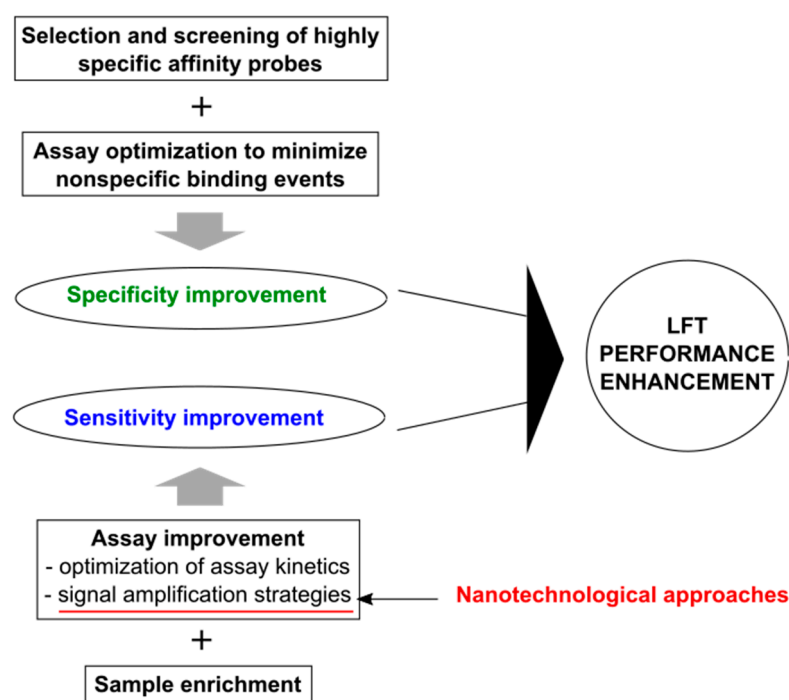 Selection and screening of highly
specific affinity probes
+
Assay optimization to minimize
nonspecific binding events
Specificity improvement
Sensitivity improvement
LFT
PERFORMANCE
ENHANCEMENT
Assay improvement
- optimization of assay kinetics
- signal amplification strategies
Nanotechnological approaches
+
Sample enrichment